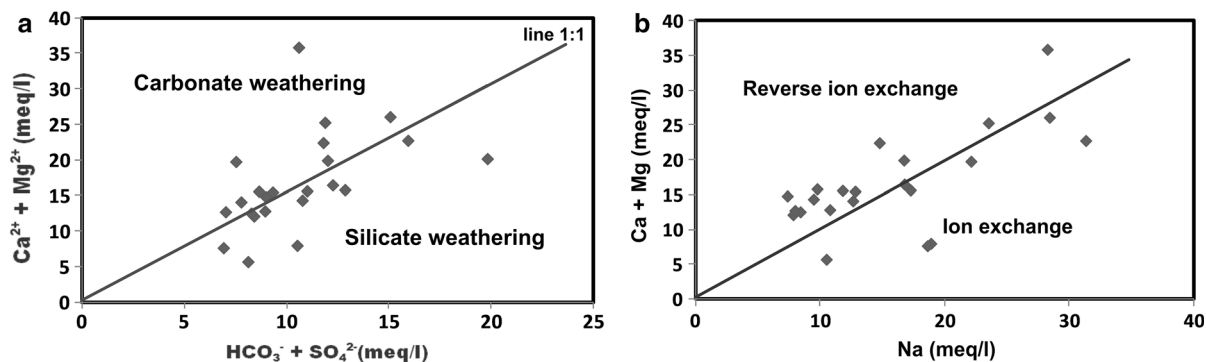 a
40
35
30
25
20
15
10
5
0
Ca²⁺ + Mg²⁺ (meq/l)
line 1:1
Carbonate weathering
Silicate weathering
0 5 10 15 20 25
HCO₃⁻ + SO₄²⁻(meq/l)
b
40
35
30
25
20
15
10
5
0
Ca + Mg (meq/l)
Reverse ion exchange
Ion exchange
0 10 20 30 40
Na (meq/l)